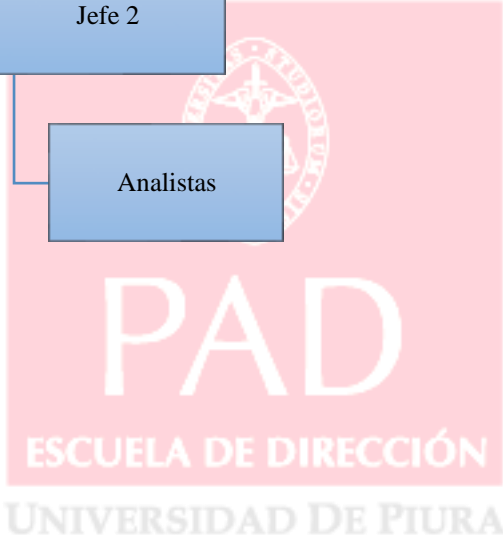 Jefe 2
Analistas
PAD
ESCUELA DE DIRECCIÓN
UNIVERSIDAD DE PIURA